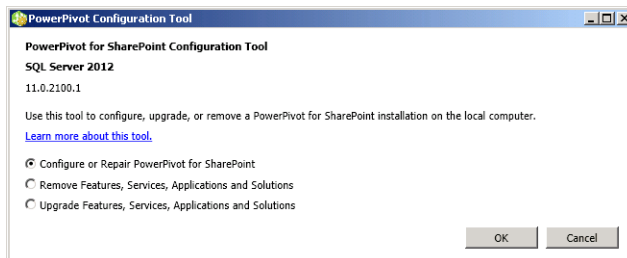 PowerPivot Configuration Tool
PowerPivot for SharePoint Configuration Tool
SQL Server 2012
11.0.2100.1
Use this tool to configure, upgrade, or remove a PowerPivot for SharePoint installation on the local computer.
Learn more about this tool.
Configure or Repair PowerPivot for SharePoint
Remove Features, Services, Applications and Solutions
Upgrade Features, Services, Applications and Solutions
OK Cancel